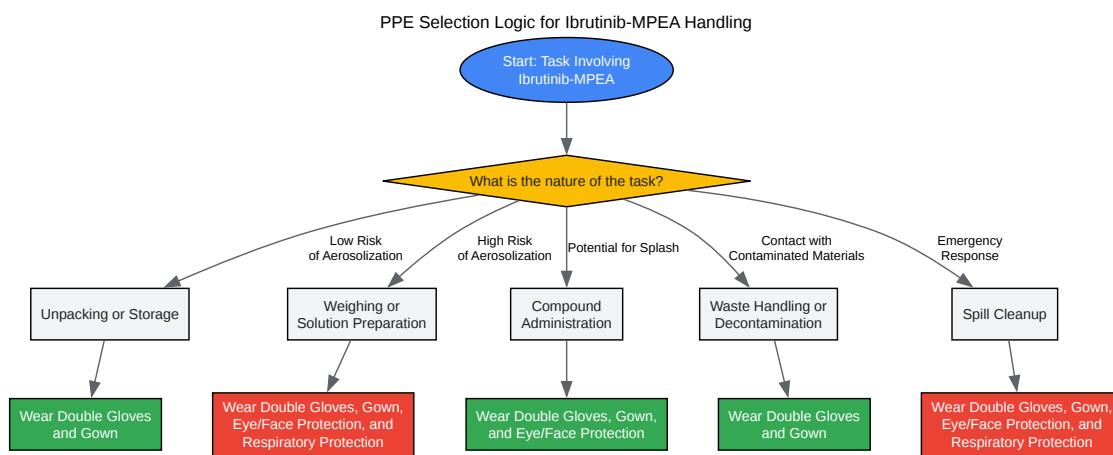 PPE Selection Logic for Ibrutinib-MPEA Handling
Start: Task Involving
Ibrutinib-MPEA
What is the nature of the task?
Low Risk
of Aerosolization
High Risk
of Aerosolization
Potential for Splash
Contact with
Contaminated Materials
Emergency
Response
Unpacking or Storage
Weighing or
Solution Preparation
Compound
Administration
Waste Handling or
Decontamination
Spill Cleanup
Wear Double Gloves
and Gown
Wear Double Gloves, Gown,
Eye/Face Protection, and
Respiratory Protection
Wear Double Gloves, Gown,
and Eye/Face Protection
Wear Double Gloves
and Gown
Wear Double Gloves, Gown,
Eye/Face Protection, and
Respiratory Protection